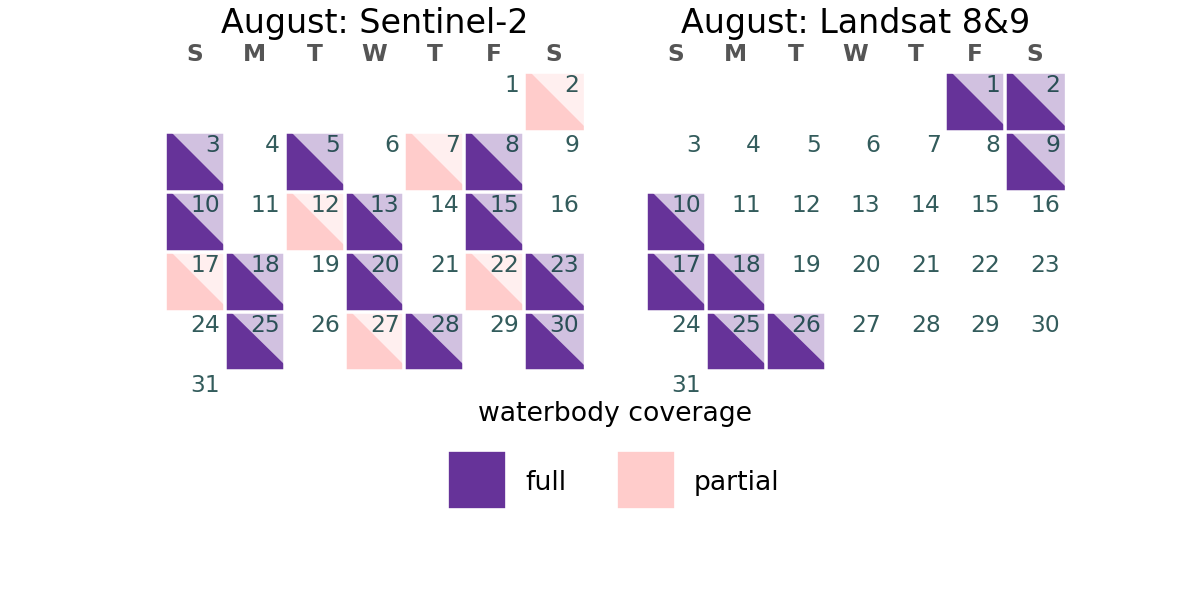 August: Sentinel-2
S M T W T F S
1 2
3 4 5 6 7 8 9
10 11 12 13 14 15 16
17 18 19 20 21 22 23
24 25 26 27 28 29 30
31
August: Landsat 8&9
S M T W T F S
1 2
3 4 5 6 7 8 9
10 11 12 13 14 15 16
17 18 19 20 21 22 23
24 25 26 27 28 29 30
31
waterbody coverage
full partial